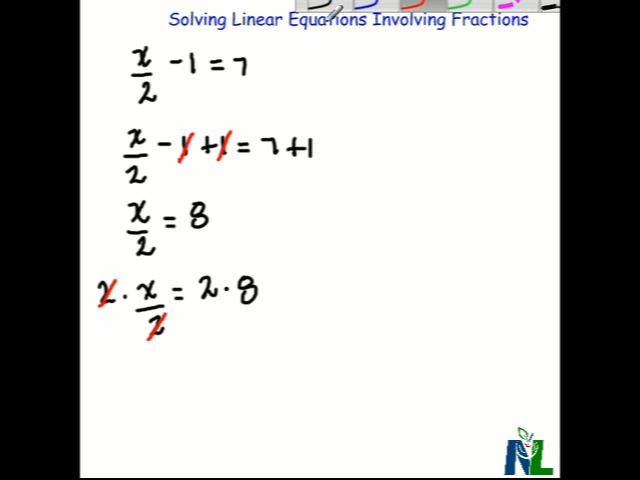 Solving Linear Equations Involving Fractions
x/2 - 1 = 7
x/2 - 1 + 1 = 7 + 1
x/2 = 8
2 · x/2 = 2 · 8
NL